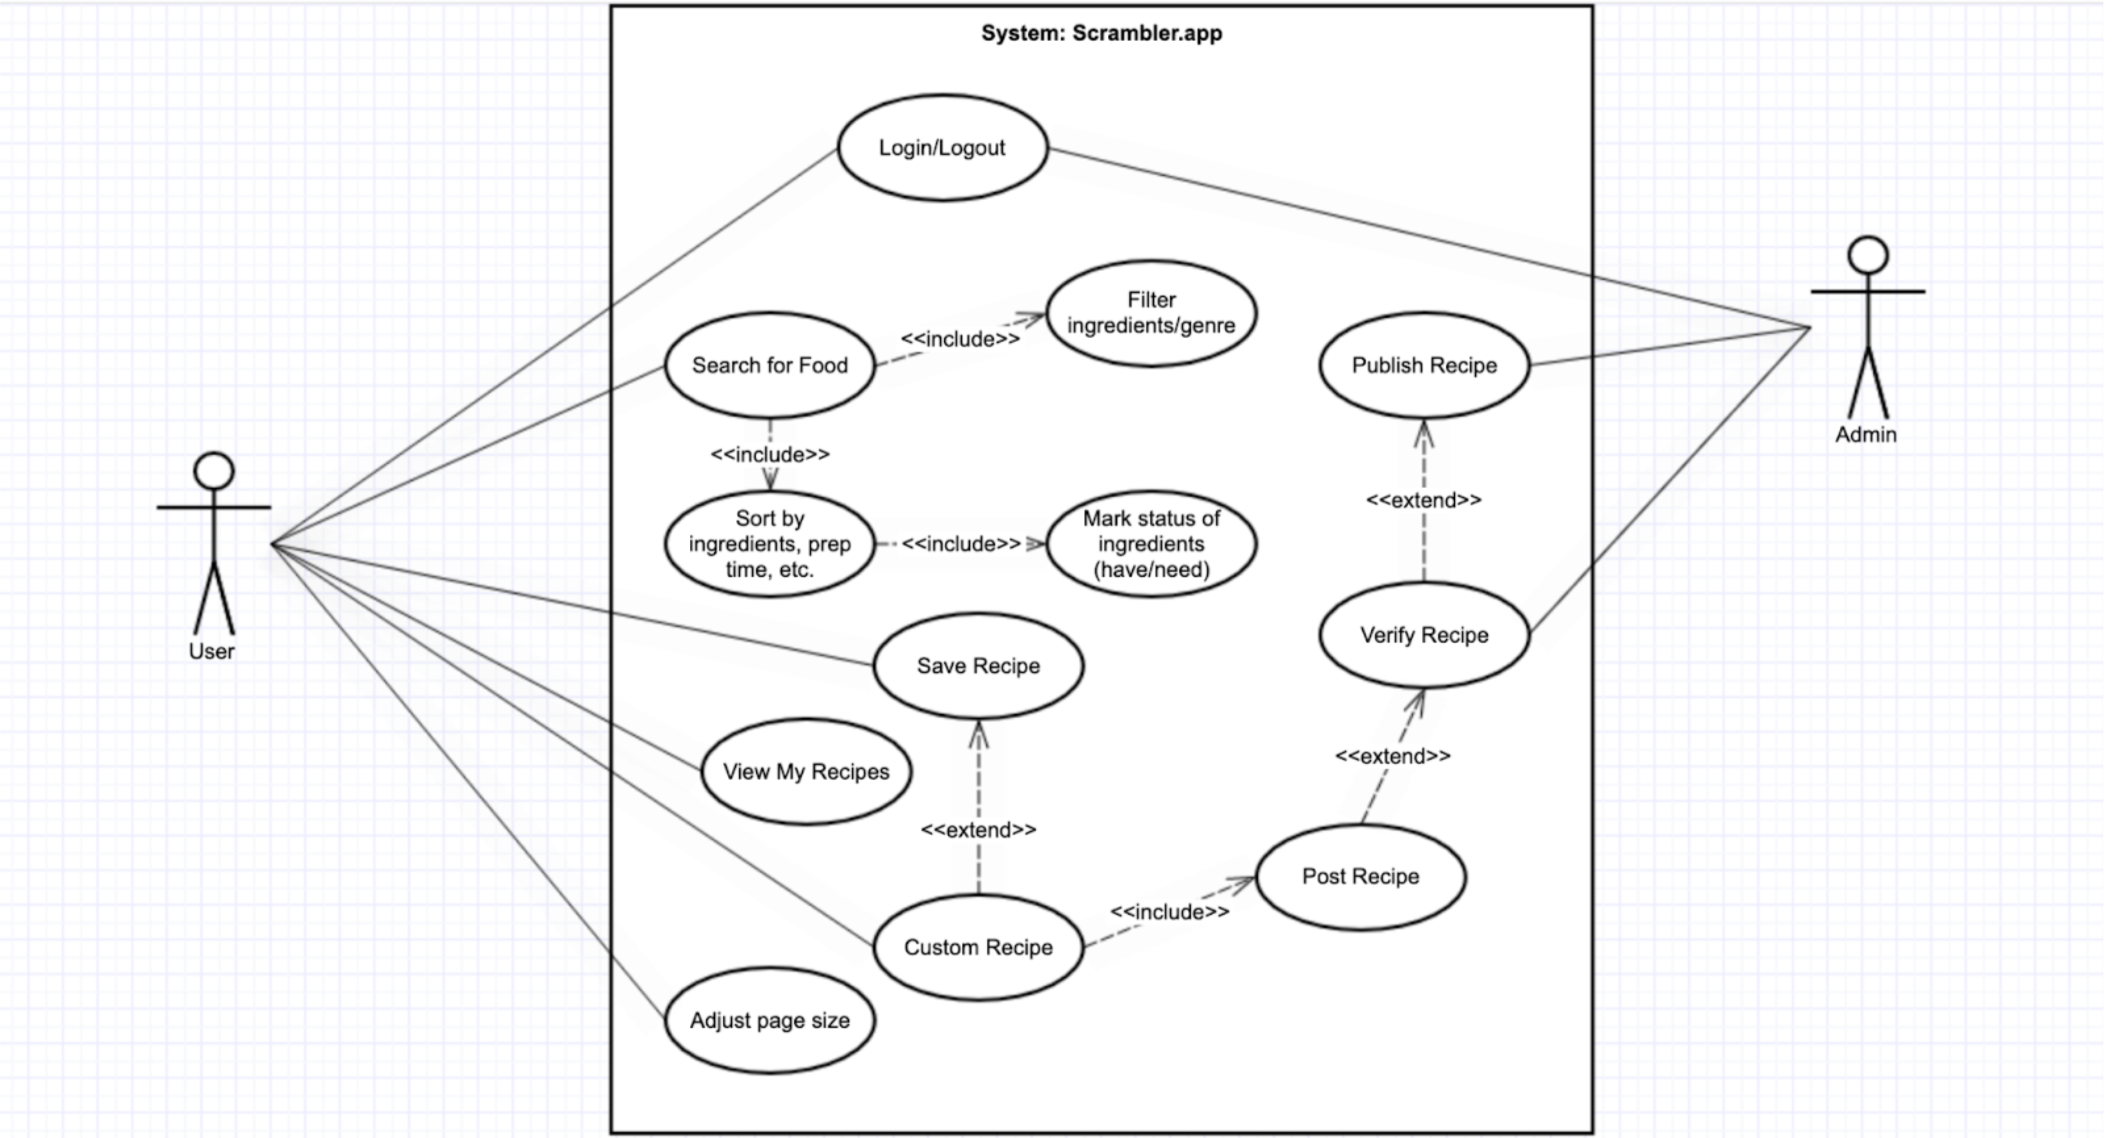 System: Scrambler.app
Login/Logout
Filter
ingredients/genre
<<include>>
Search for Food
Publish Recipe
Admin
<<include>>
<<extend>>
Sort by
ingredients, prep
time, etc.
<<include>>
Mark status of
ingredients
(have/need)
User
Verify Recipe
Save Recipe
<<extend>>
View My Recipes
<<extend>>
Post Recipe
<<include>>
Custom Recipe
Adjust page size